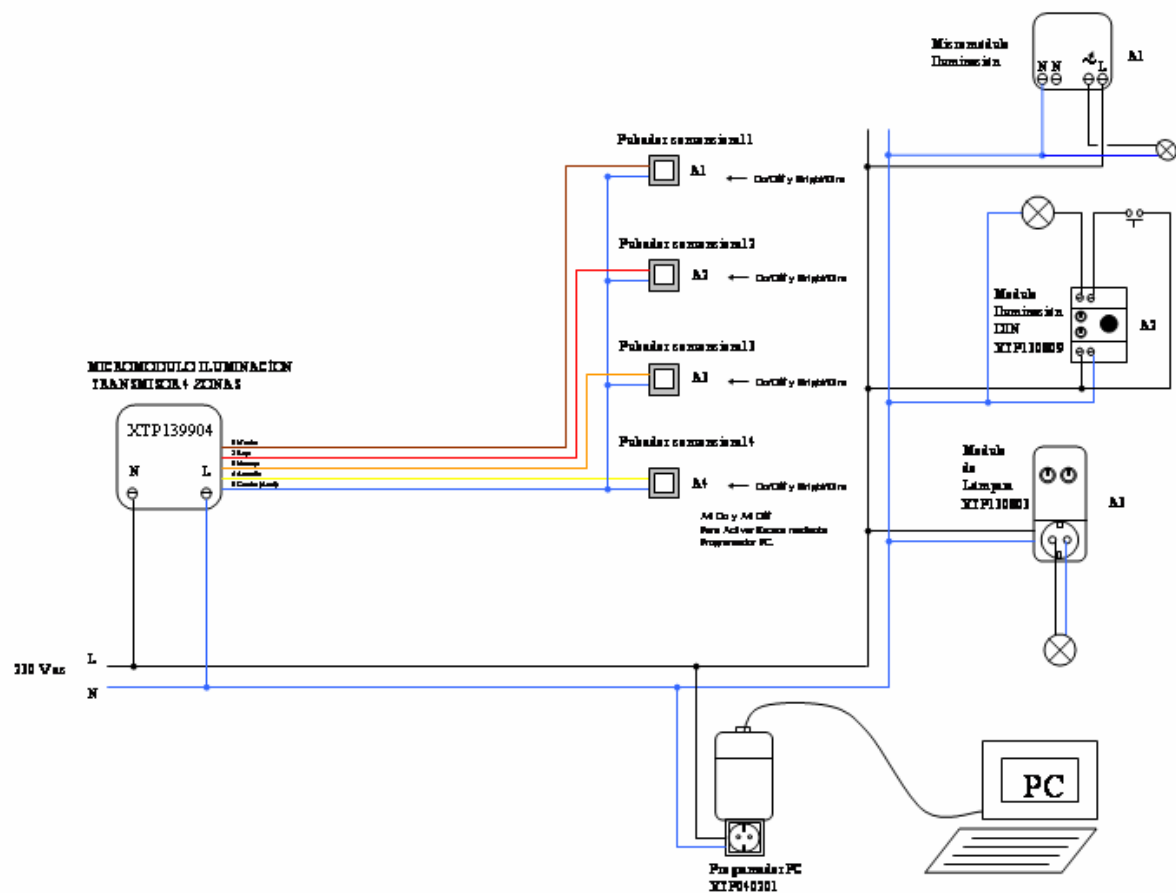 Micromodulo
Iluminación
N N
L
A1
Pulsador convencional 1
A1
On/Off y Bright/Dim
Pulsador convencional 2
A2
On/Off y Bright/Dim
Modulo
Iluminación
DIN
A2
Pulsador convencional 3
A3
On/Off y Bright/Dim
MICROMODULO ILUMINACÍON
TRANSMISOR 4 ZONAS
XTP139904
N L
Pulsador convencional 4
A4
On/Off y Bright/Dim
A4 On y A4 Off
Para Activar Escena mediante
Programador PC.
Modulo
de
Lámpara
A3
L
N
PC
Programador PC
XTP040201